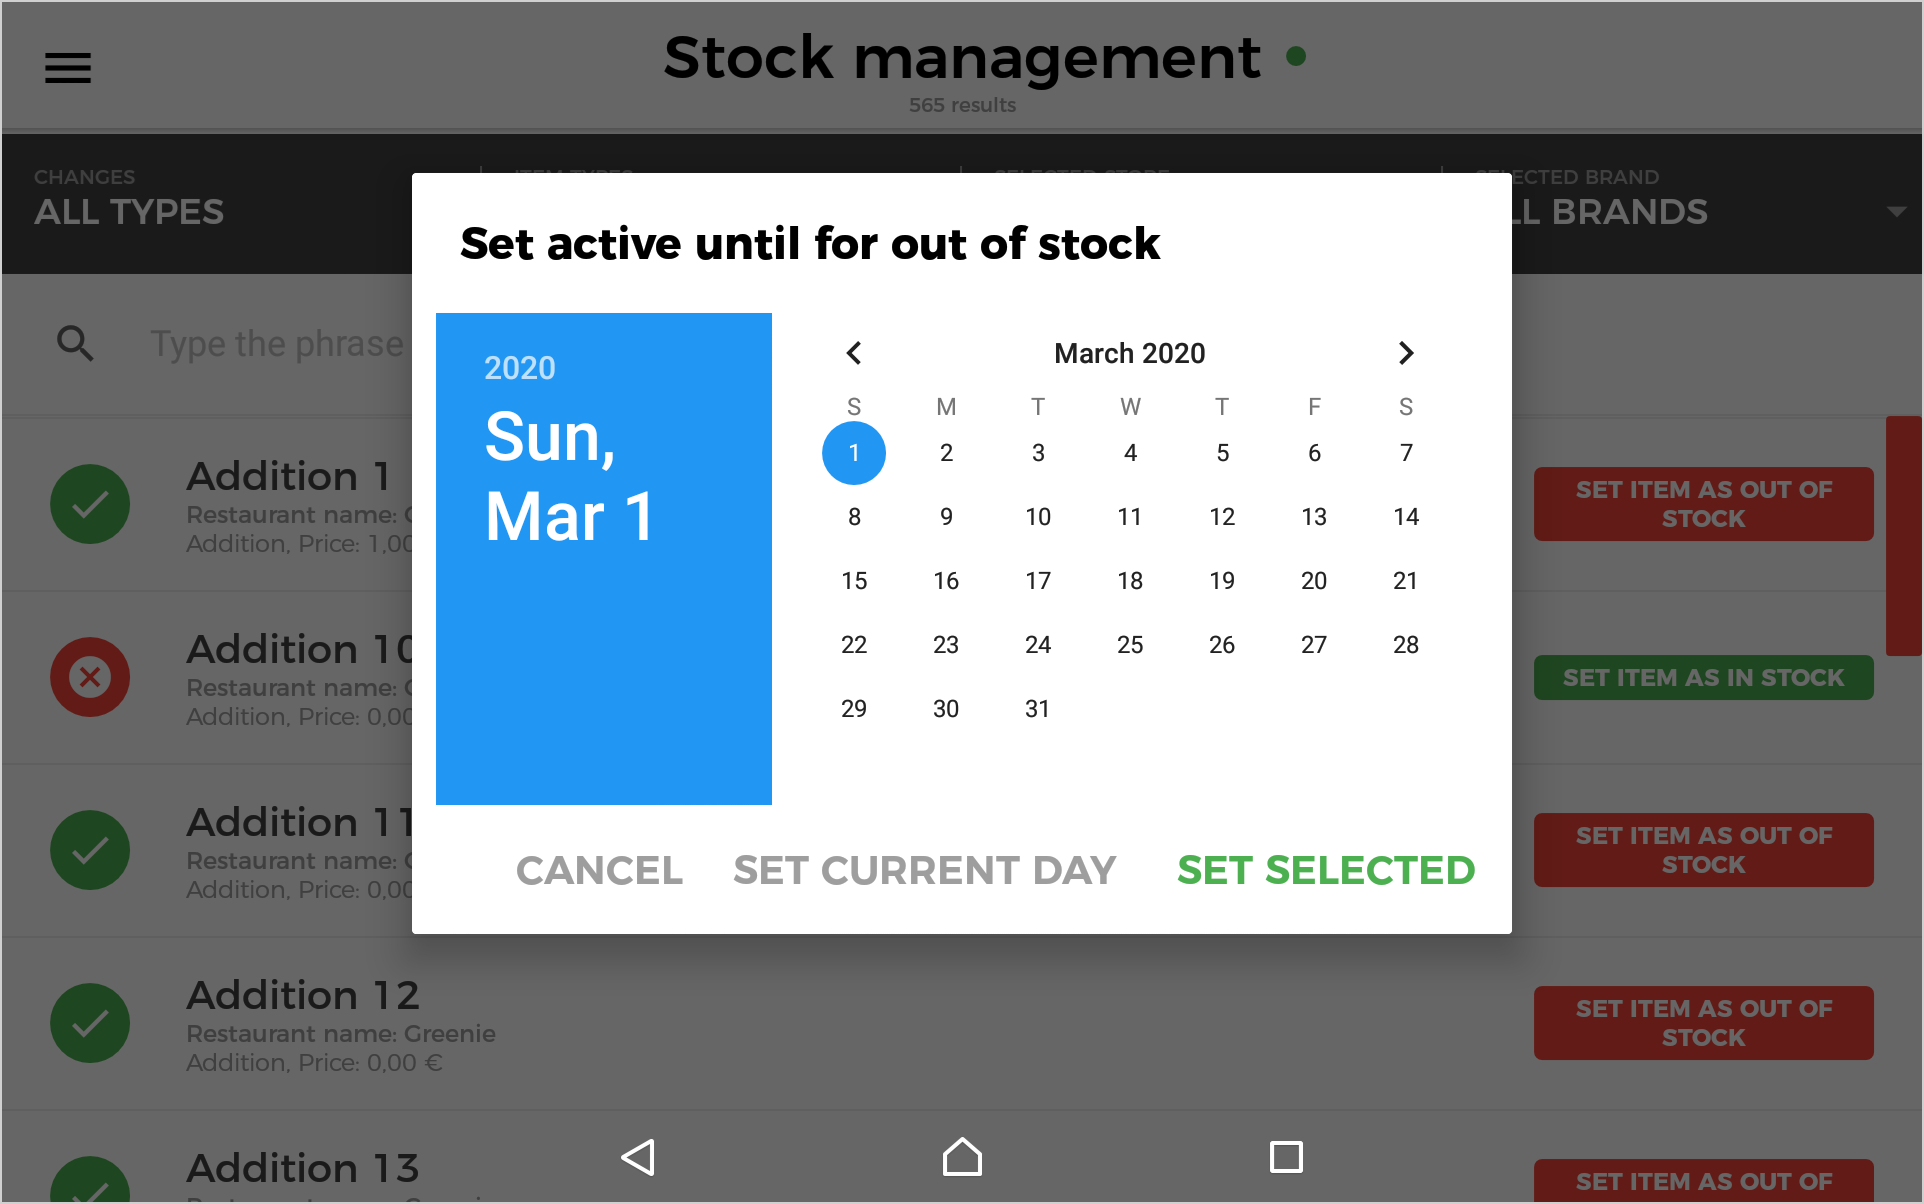 Stock management
565 results
CHANGES
ALL TYPES
SELECTED BRAND
ALL BRANDS
Type the phrase
Set active until for out of stock
2020
Sun,
Mar 1
March 2020
S M T W T F S
1 2 3 4 5 6 7
8 9 10 11 12 13 14
15 16 17 18 19 20 21
22 23 24 25 26 27 28
29 30 31
CANCEL SET CURRENT DAY SET SELECTED
Addition 1
Restaurant name:
Addition, Price: 1,00
SET ITEM AS OUT OF
STOCK
Addition 10
Restaurant name:
Addition, Price: 0,00
SET ITEM AS IN STOCK
Addition 11
Restaurant name:
Addition, Price: 0,00
SET ITEM AS OUT OF
STOCK
Addition 12
Restaurant name: Greenie
Addition, Price: 0,00 €
SET ITEM AS OUT OF
STOCK
Addition 13
SET ITEM AS OUT OF